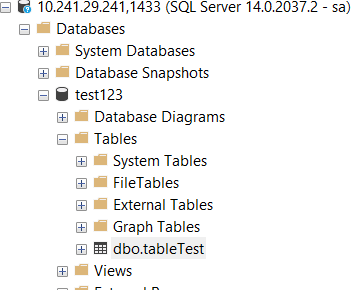 10.241.29.241,1433 (SQL Server 14.0.2037.2 - sa)
Databases
System Databases
Database Snapshots
test123
Database Diagrams
Tables
System Tables
FileTables
External Tables
Graph Tables
dbo.tableTest
Views